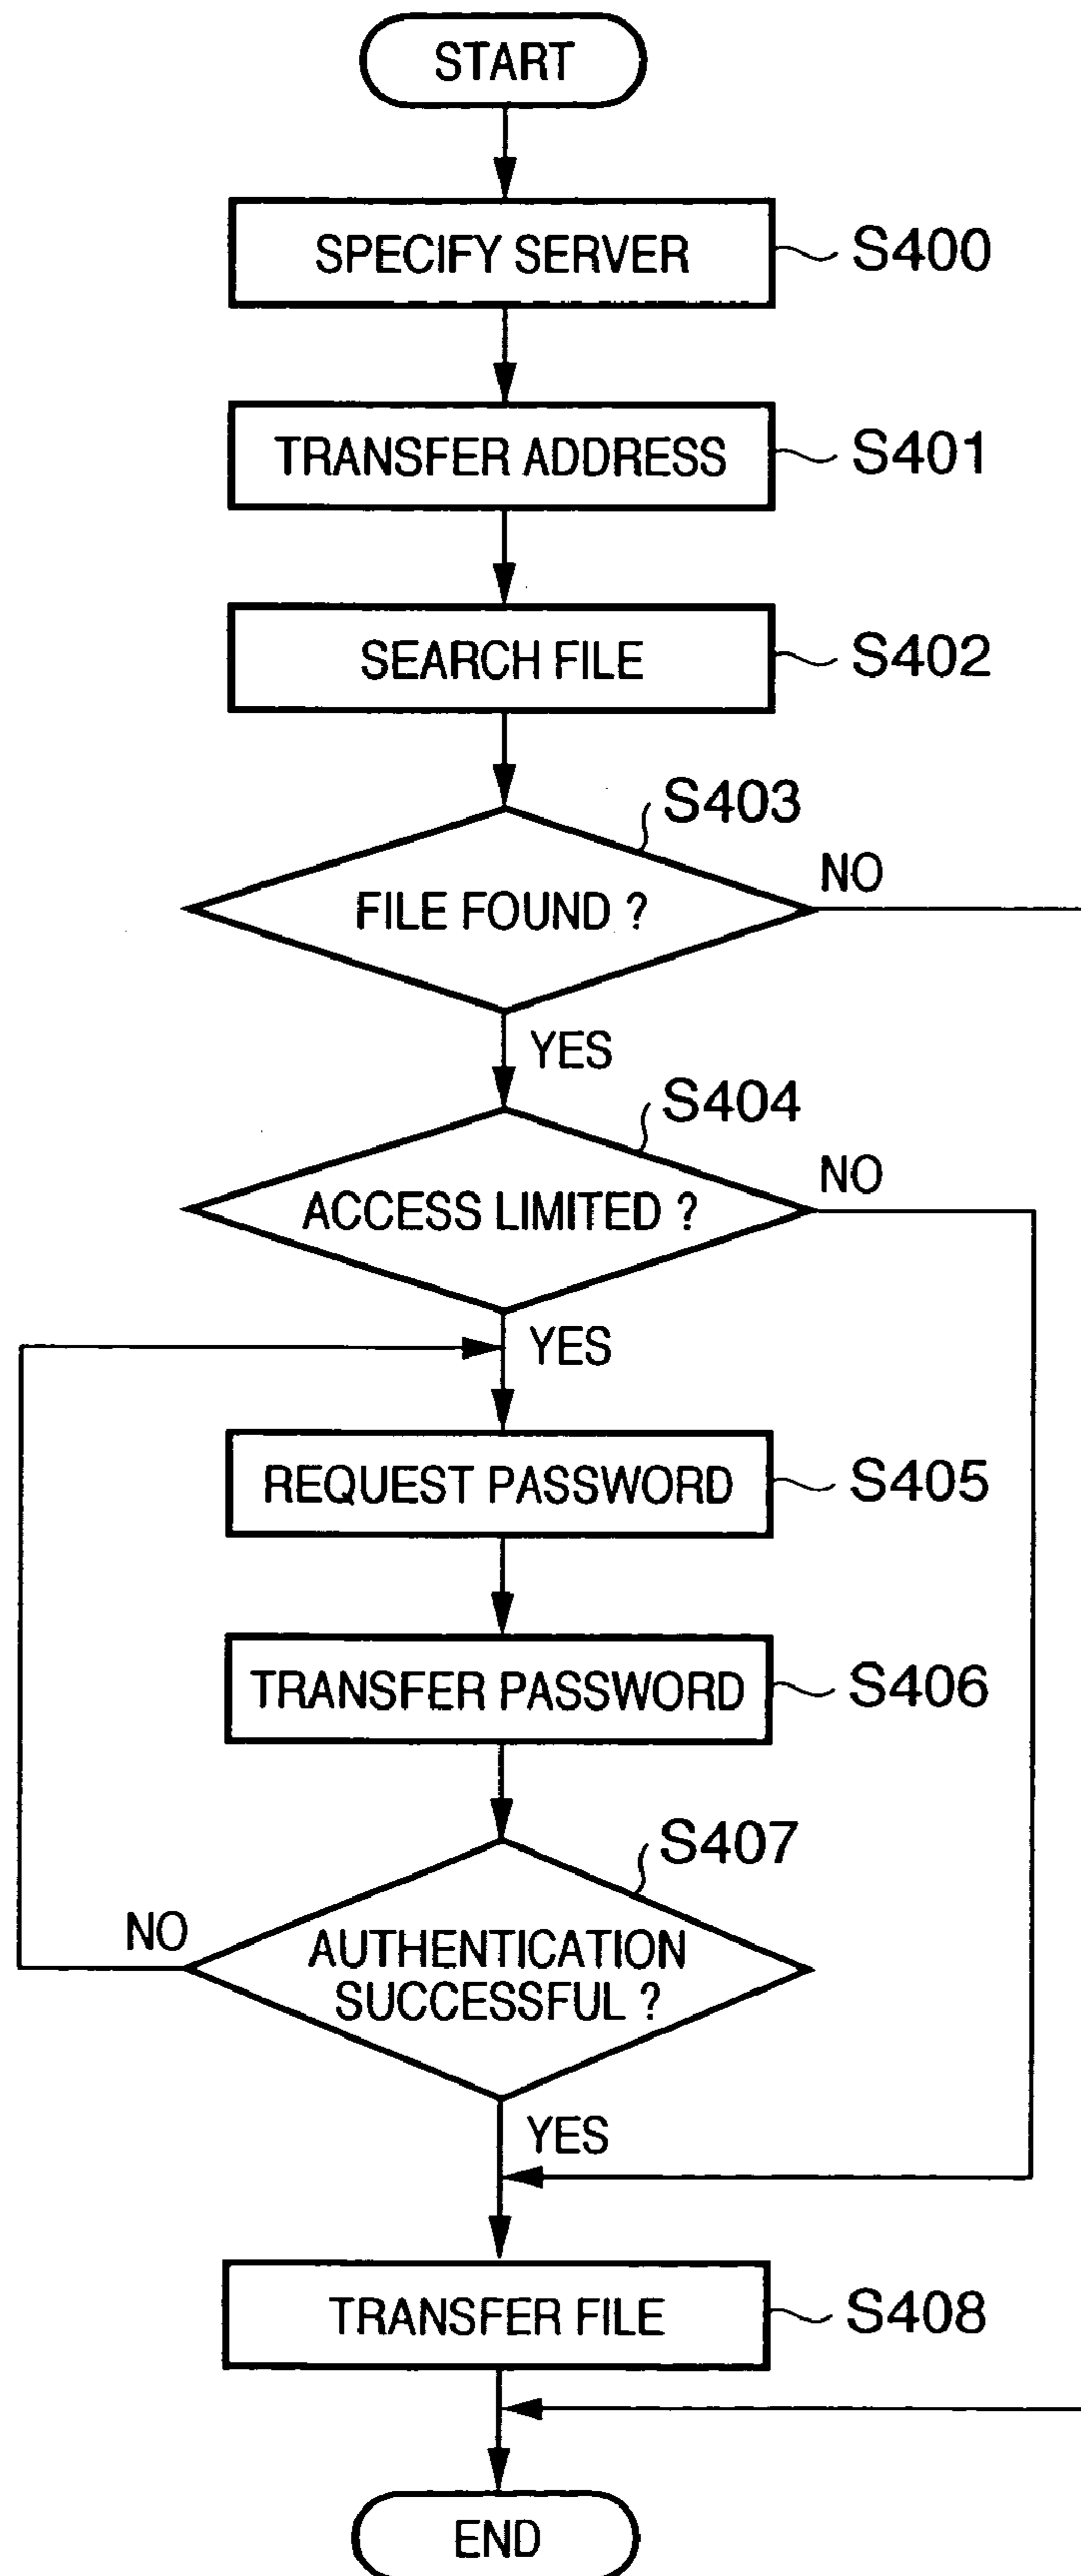 START
SPECIFY SERVER
S400
TRANSFER ADDRESS
S401
SEARCH FILE
S402
S403
FILE FOUND ?
NO
YES
S404
ACCESS LIMITED ?
NO
YES
REQUEST PASSWORD
S405
TRANSFER PASSWORD
S406
S407
NO
AUTHENTICATION
SUCCESSFUL ?
YES
TRANSFER FILE
S408
END